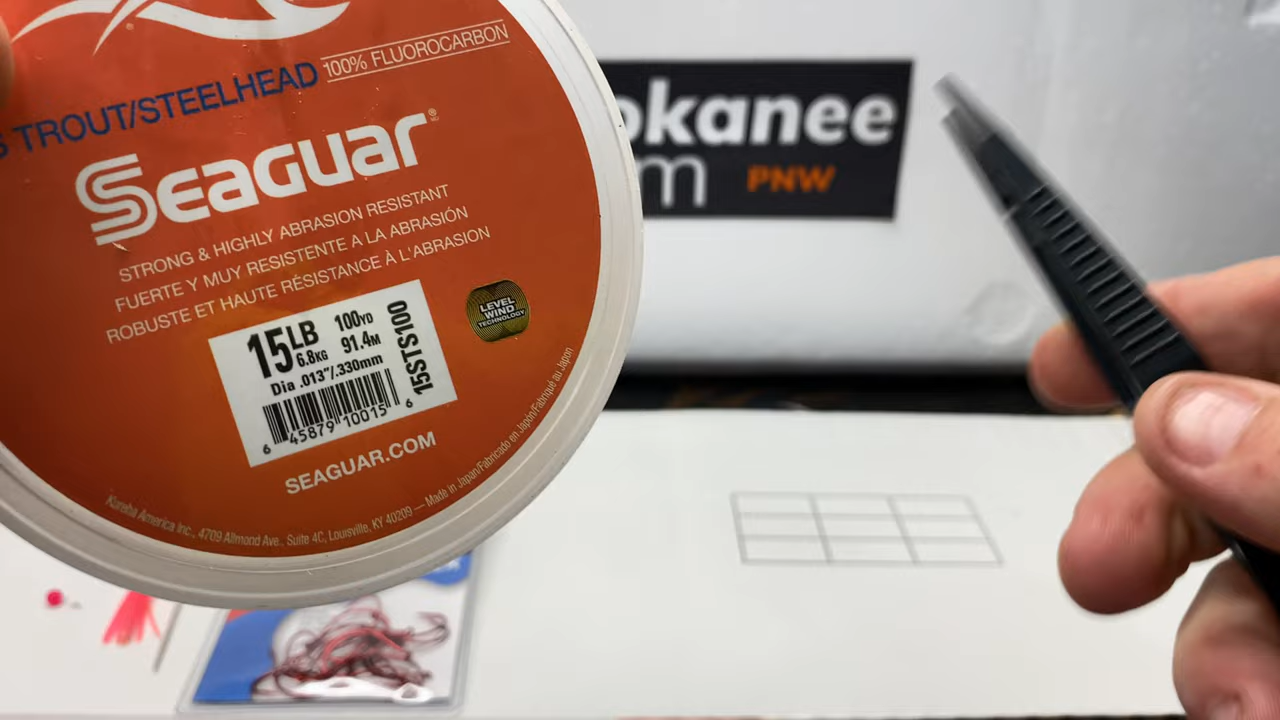 S TROUT/STEELHEAD 100% FLUOROCARBON
SEAGUAR®
STRONG & HIGHLY ABRASION RESISTANT
FUERTE Y MUY RESISTENTE A LA ABRASIÓN
ROBUSTE ET HAUTE RÉSISTANCE À L'ABRASION
15LB 100YD
6.8KG 91.4M
Dia .013"/.330mm
15STS100
6 45879 10015 6
LEVEL
WIND
TECHNOLOGY
SEAGUAR.COM
Kureha America Inc., 4709 Allmond Ave., Suite 4C, Louisville, KY 40209 — Made in Japan/Fabricado en Japón/Fabriqué au Japon
okanee
m PNW